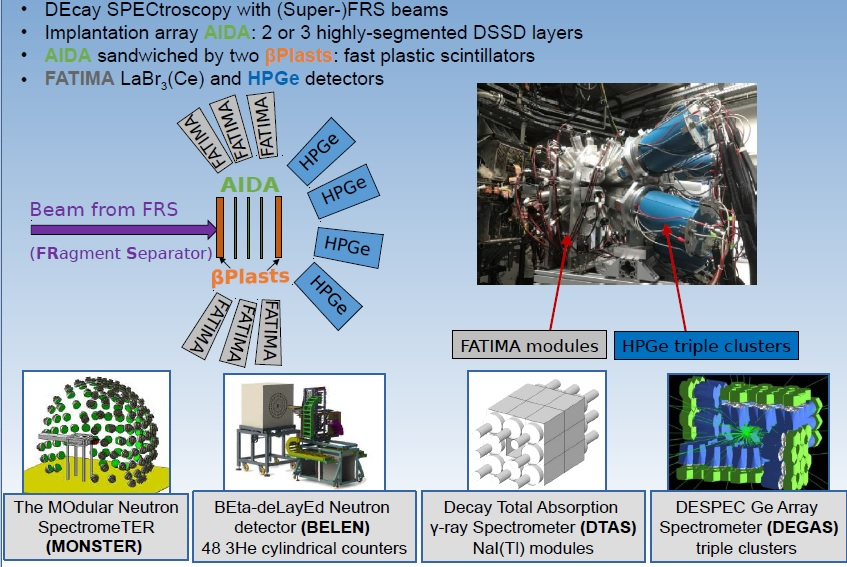 • DEcay SPECtroscopy with (Super-)FRS beams
• Implantation array AIDA: 2 or 3 highly-segmented DSSD layers
• AIDA sandwiched by two βPlasts: fast plastic scintillators
• FATIMA LaBr3(Ce) and HPGe detectors
FATIMA
FATIMA
FATIMA
HPGe
HPGe
HPGe
HPGe
AIDA
Beam from FRS
(FRagment Separator)
βPlasts
FATIMA
FATIMA
FATIMA
FATIMA modules
HPGe triple clusters
The MOdular Neutron
SpectromeTER
(MONSTER)
BEta-deLayEd Neutron
detector (BELEN)
48 3He cylindrical counters
Decay Total Absorption
γ-ray Spectrometer (DTAS)
NaI(Tl) modules
DESPEC Ge Array
Spectrometer (DEGAS)
triple clusters